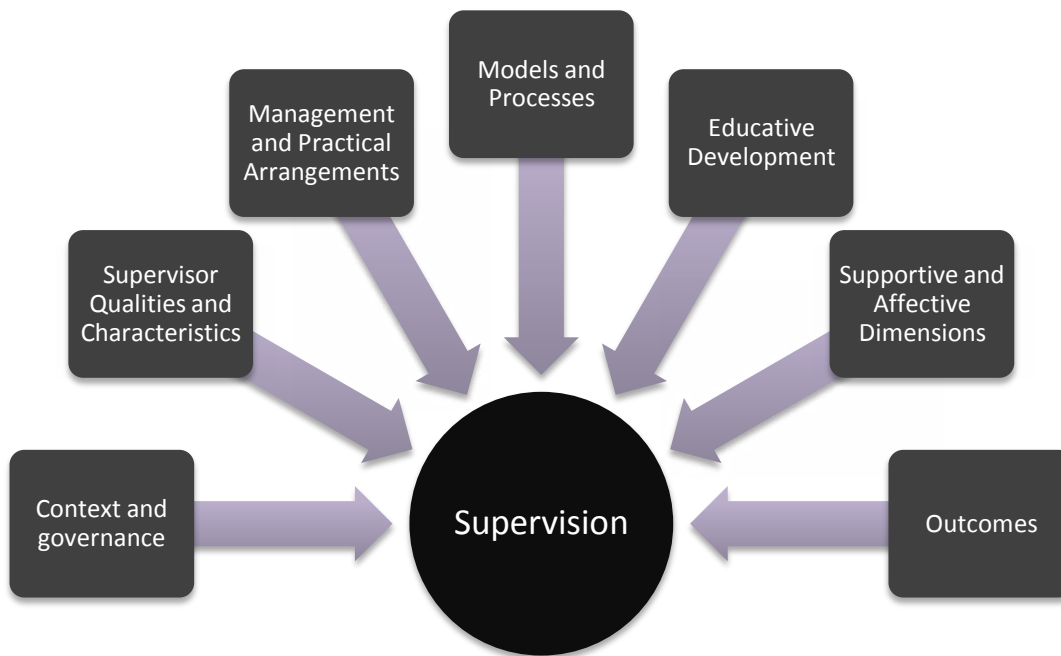 Models and
Processes
Management
and Practical
Arrangements
Educative
Development
Supervisor
Qualities and
Characteristics
Supportive and
Affective
Dimensions
Context and
governance
Supervision
Outcomes